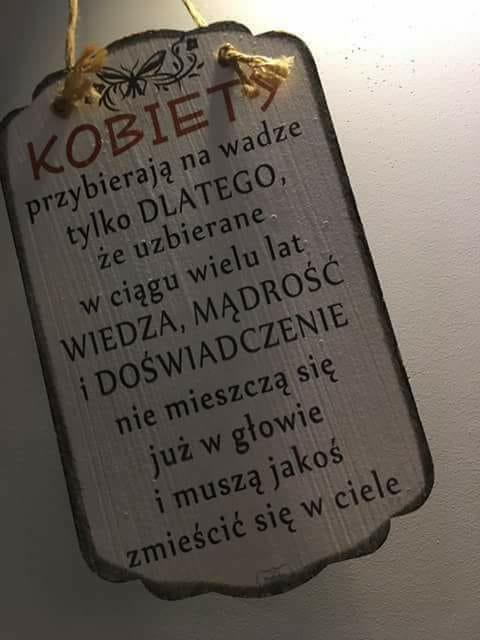 KOBIETY
przybierają na wadze
tylko DLATEGO,
że uzbierane
w ciągu wielu lat
WIEDZA, MĄDROŚĆ
i DOŚWIADCZENIE
nie mieszczą się
już w głowie
i muszą jakoś
zmieścić się w ciele